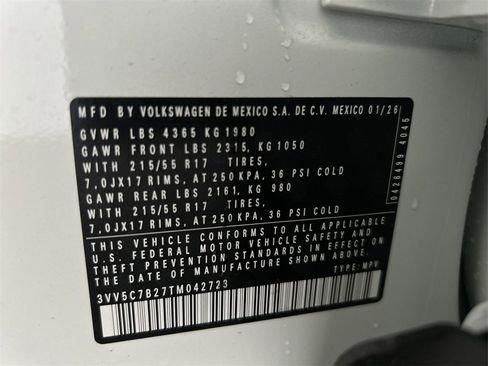 MFD BY VOLKSWAGEN DE MEXICO S.A. DE C.V. MEXICO 01/26
GVWR LBS 4365 KG 1980
GAWR FRONT LBS 2315, KG 1050
WITH 215/55 R17 TIRES,
7.0JX17 RIMS, AT 250 KPA, 36 PSI COLD
GAWR REAR LBS 2161, KG 980
WITH 215/55 R17 TIRES,
7.0JX17 RIMS, AT 250 KPA, 36 PSI COLD
THIS VEHICLE CONFORMS TO ALL APPLICABLE
U.S. FEDERAL MOTOR VEHICLE SAFETY AND
THEFT PREVENTION STANDARDS IN EFFECT ON
THE DATE OF MANUFACTURE SHOWN ABOVE.
3VV5C7B27TM042723 TYPE: MPV
0426499 4045